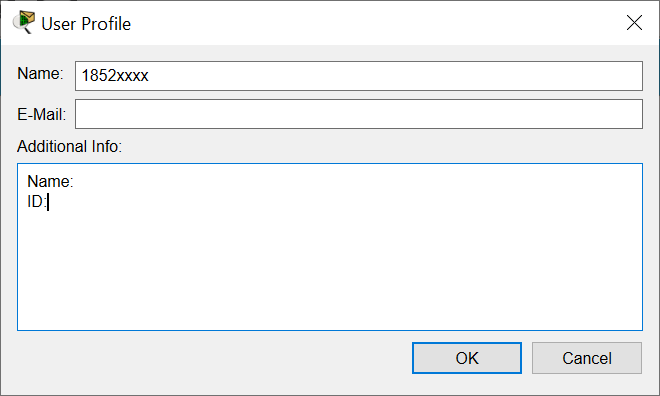 User Profile
Name: 1852xxxx
E-Mail:
Additional Info:
Name:
ID:
OK Cancel